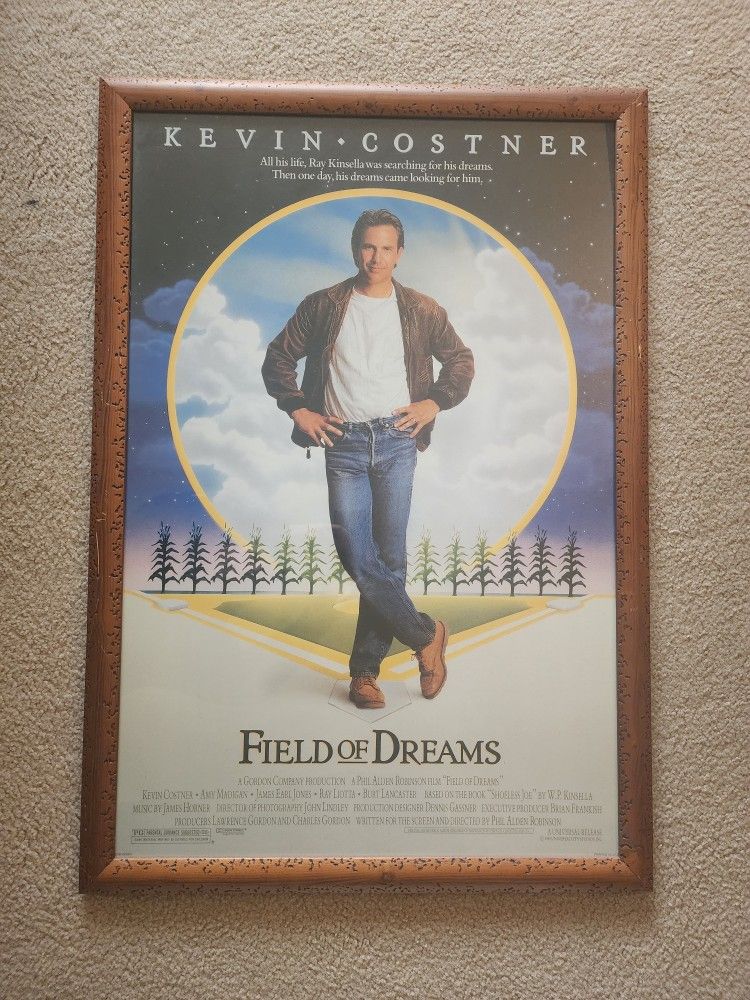 KEVIN • COSTNER
All his life, Ray Kinsella was searching for his dreams.
Then one day, his dreams came looking for him.
FIELD OF DREAMS
A GORDON COMPANY PRODUCTION A PHIL ALDEN ROBINSON FILM "FIELD OF DREAMS"
KEVIN COSTNER • AMY MADIGAN • JAMES EARL JONES • RAY LIOTTA • BURT LANCASTER BASED ON THE BOOK "SHOELESS JOE" BY W.P. KINSELLA
MUSIC BY JAMES HORNER DIRECTOR OF PHOTOGRAPHY JOHN LINDLEY PRODUCTION DESIGNER DENNIS GASSNER EXECUTIVE PRODUCER BRIAN FRANKISH
PRODUCERS LAWRENCE GORDON AND CHARLES GORDON WRITTEN FOR THE SCREEN AND DIRECTED BY PHIL ALDEN ROBINSON
PG PARENTAL GUIDANCE SUGGESTED
A UNIVERSAL RELEASE